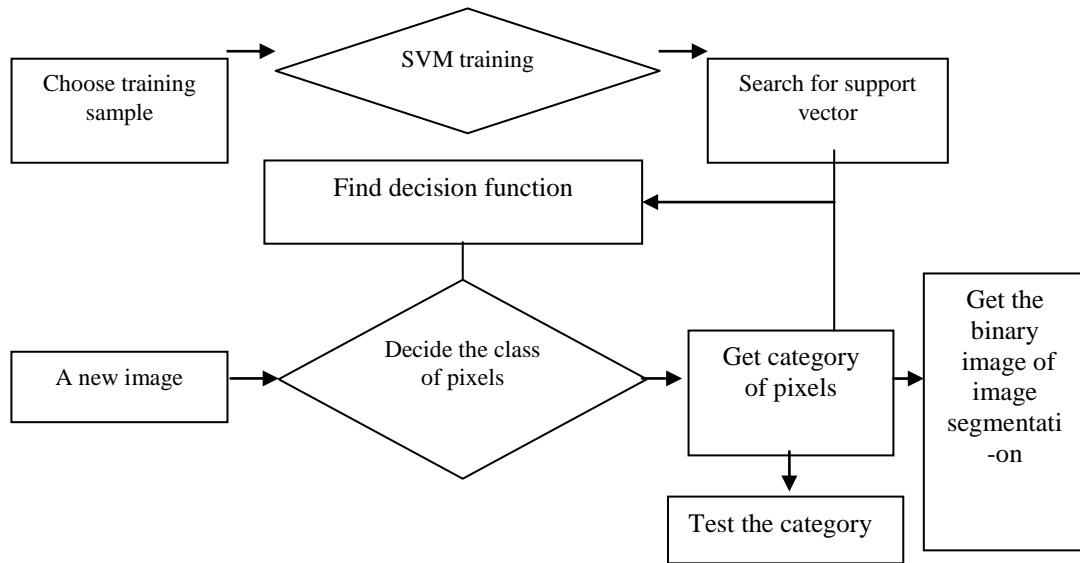 Choose training
sample
SVM training
Search for support
vector
Find decision function
A new image
Decide the class
of pixels
Get category
of pixels
Get the
binary
image of
image
segmentati
-on
Test the category